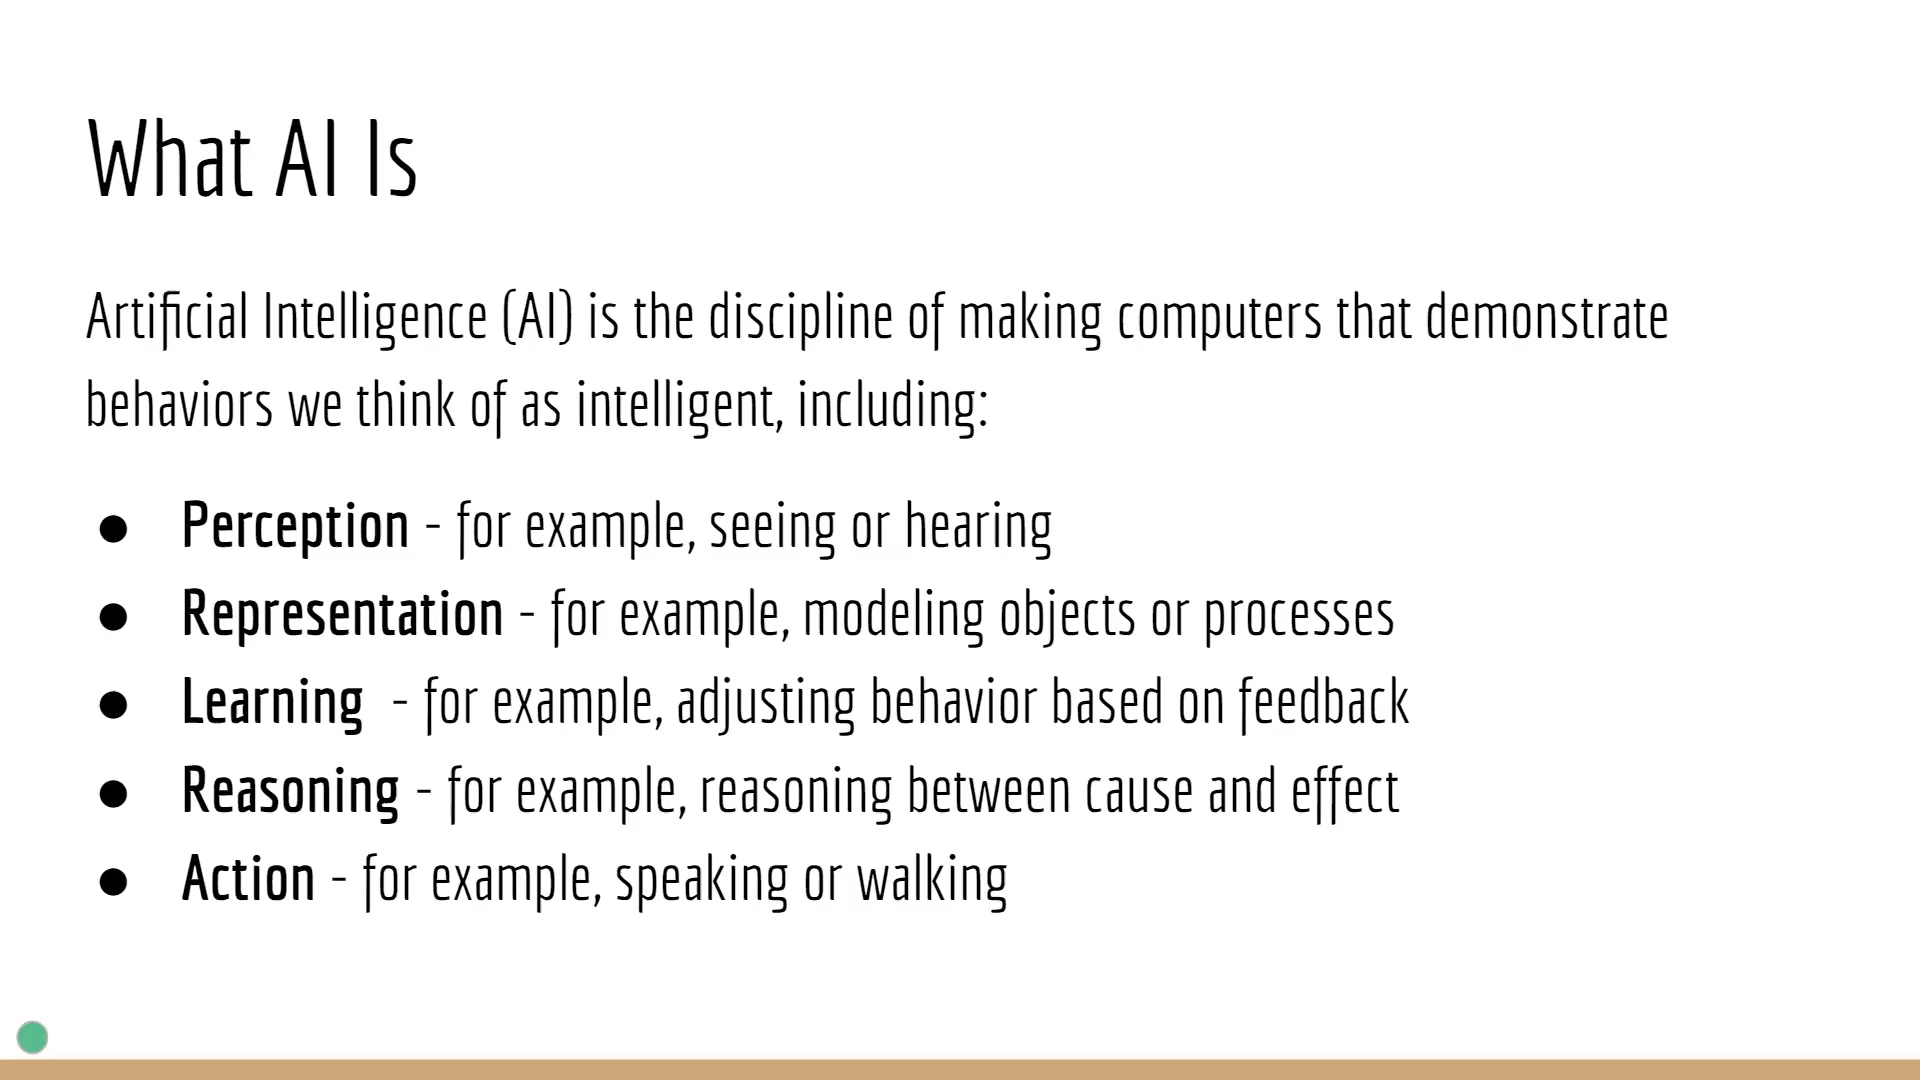 What AI Is
Artificial Intelligence (AI) is the discipline of making computers that demonstrate
behaviors we think of as intelligent, including:
● Perception - for example, seeing or hearing
● Representation - for example, modeling objects or processes
● Learning  - for example, adjusting behavior based on feedback
● Reasoning - for example, reasoning between cause and effect
● Action - for example, speaking or walking